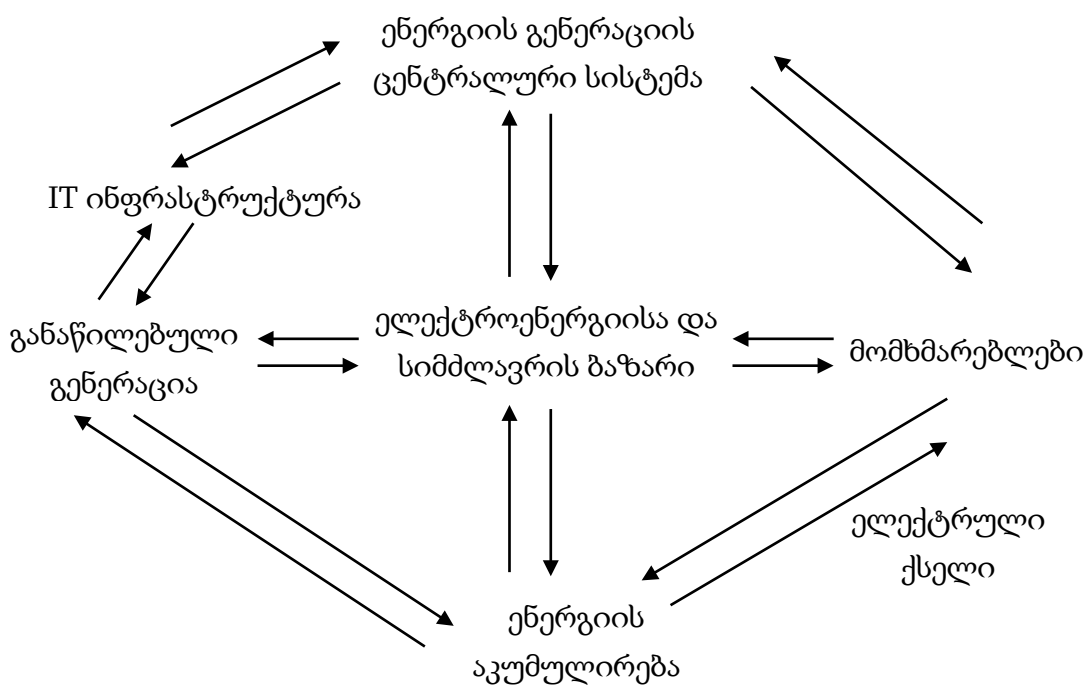 ენერგიის გენერაციის
ცენტრალური სისტემა
IT ინფრასტრუქტურა
განაწილებული
გენერაცია
ელექტროენერგიისა და
სიმძლავრის ბაზარი
მომხმარებლები
ელექტრული
ქსელი
ენერგიის
აკუმულირება